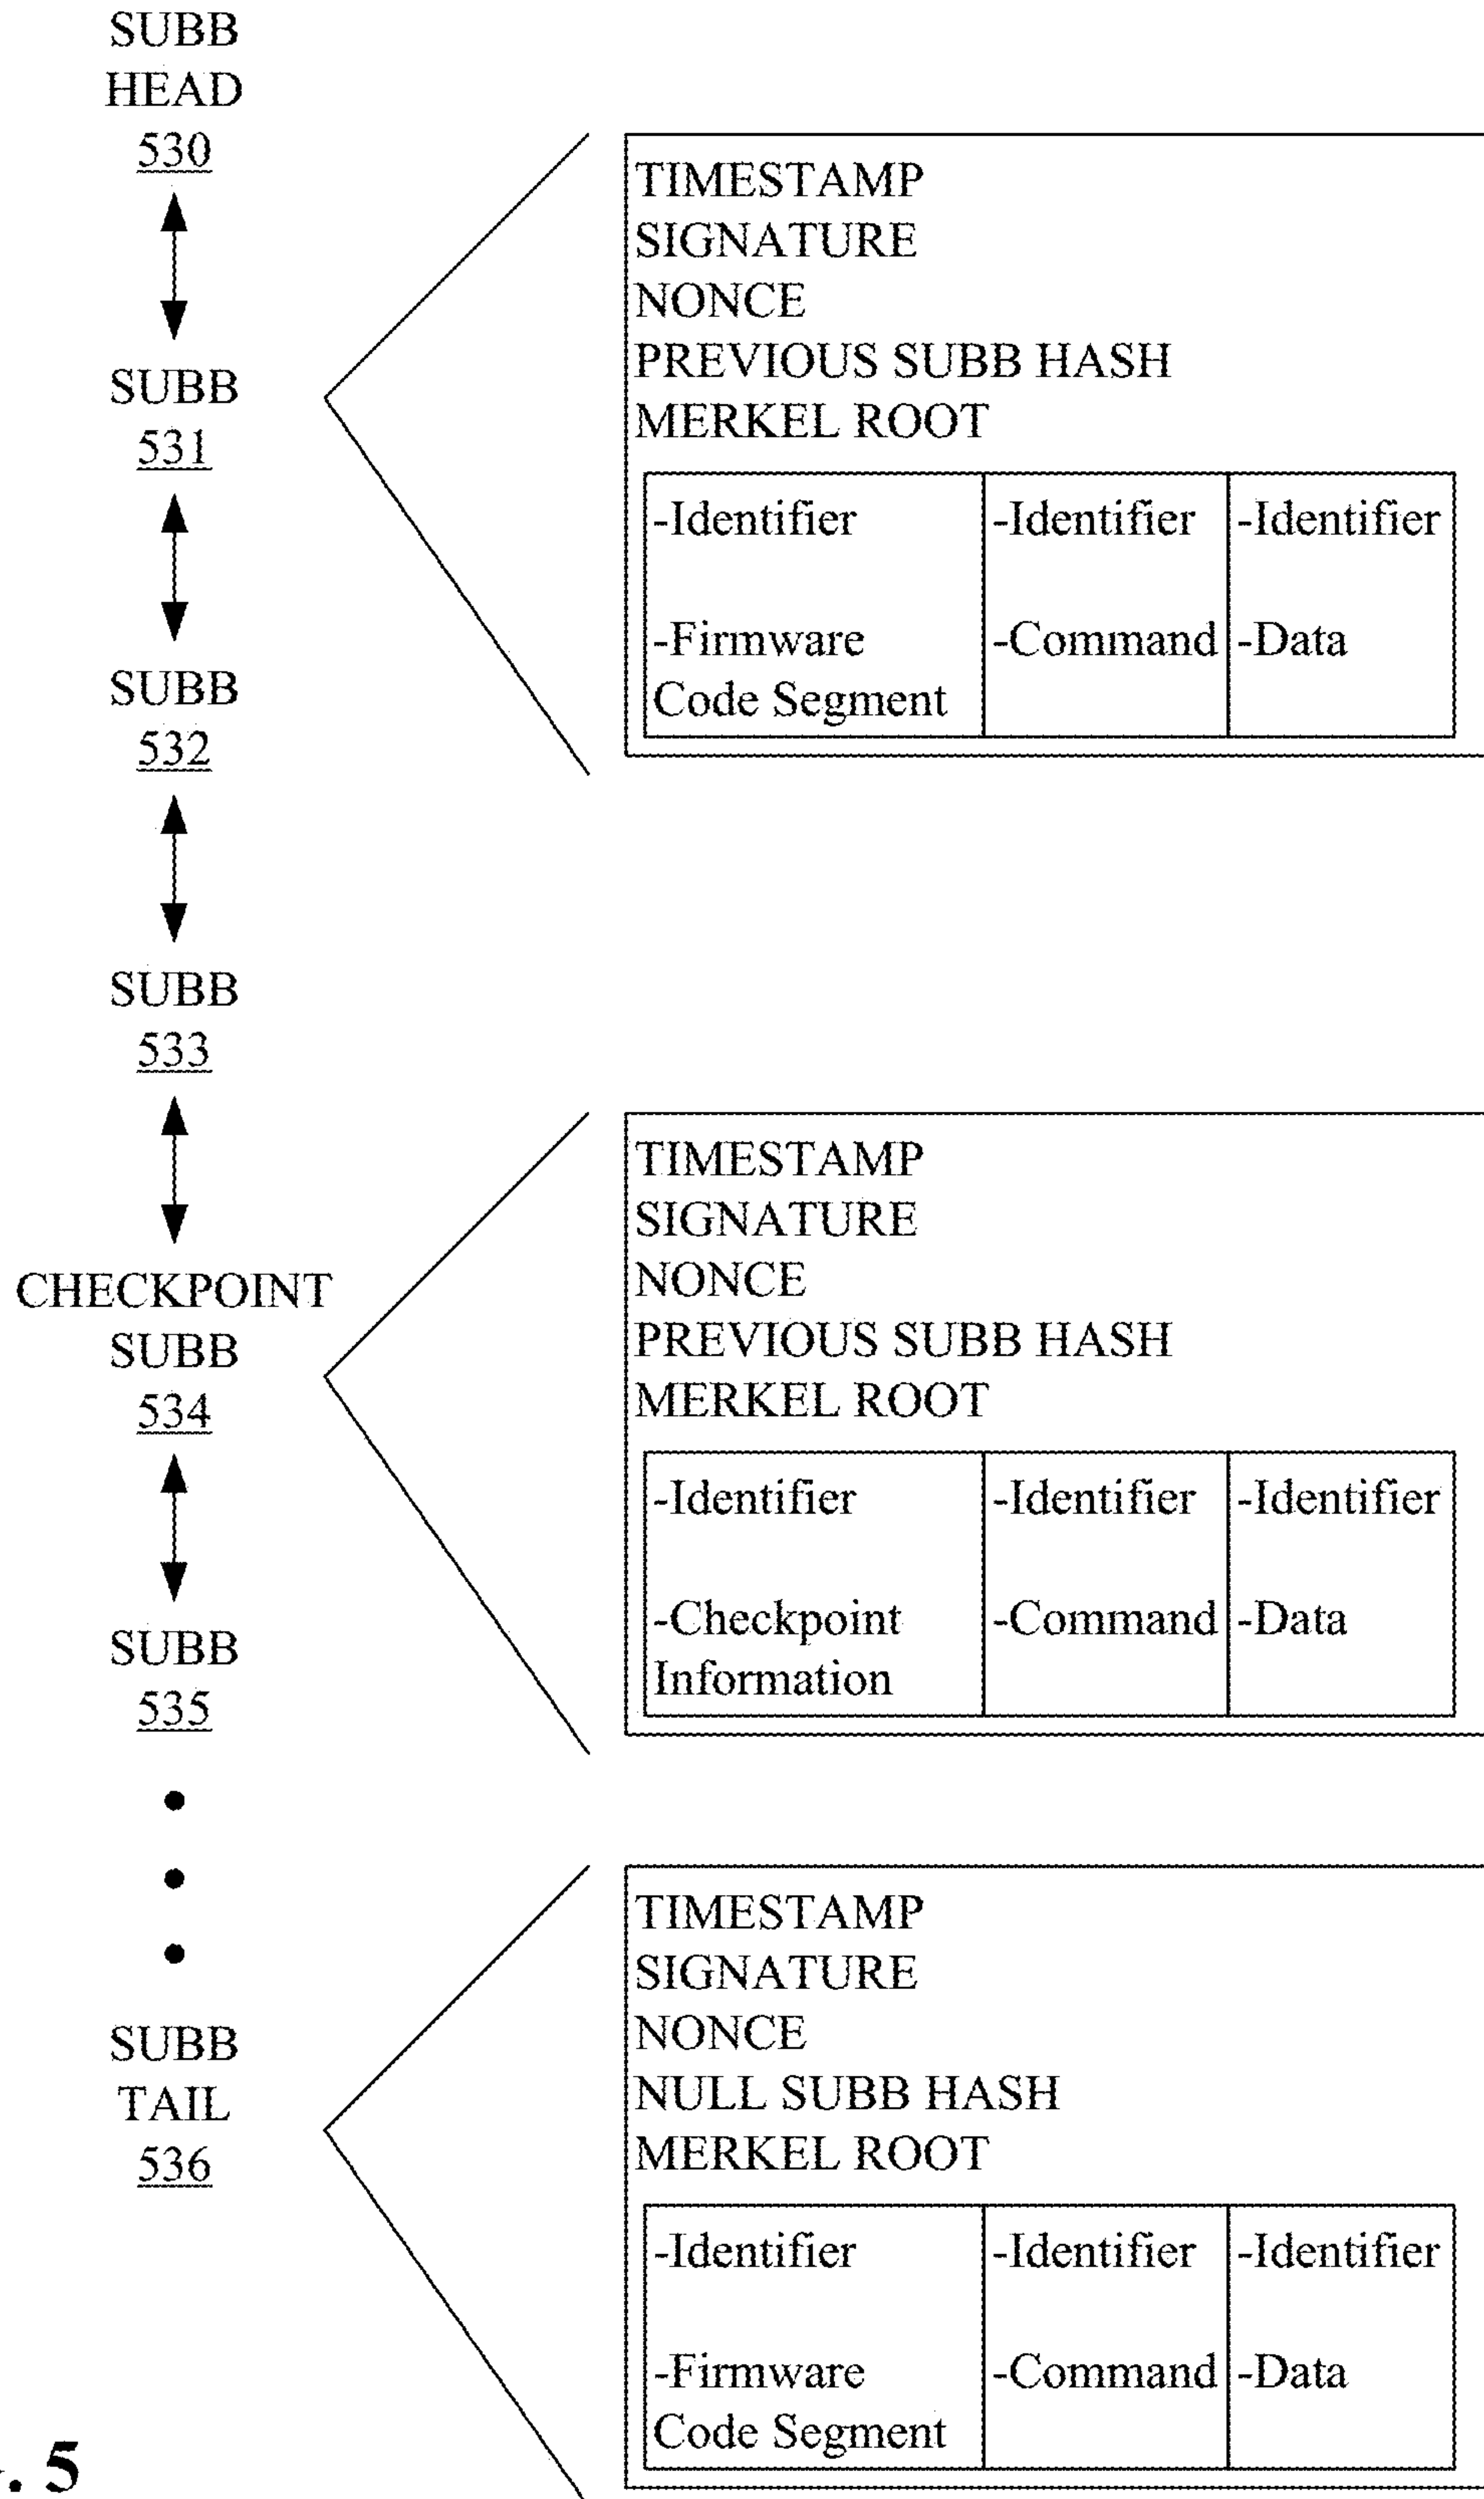 SUBB
HEAD
530
SUBB
531
SUBB
532
SUBB
533
CHECKPOINT
SUBB
534
SUBB
535
SUBB
TAIL
536
TIMESTAMP
SIGNATURE
NONCE
PREVIOUS SUBB HASH
MERKEL ROOT
-Identifier -Identifier -Identifier
-Firmware -Command -Data
Code Segment
TIMESTAMP
SIGNATURE
NONCE
PREVIOUS SUBB HASH
MERKEL ROOT
-Identifier -Identifier -Identifier
-Checkpoint -Command -Data
Information
TIMESTAMP
SIGNATURE
NONCE
NULL SUBB HASH
MERKEL ROOT
-Identifier -Identifier -Identifier
-Firmware -Command -Data
Code Segment
. 5